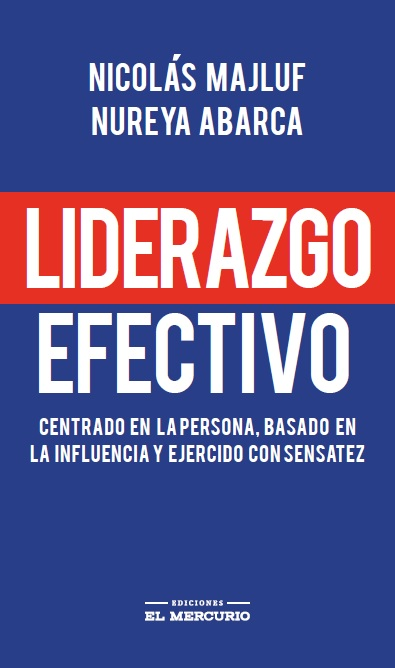 NICOLÁS MAJLUF
NUREYA ABARCA
LIDERAZGO
EFECTIVO
CENTRADO EN LA PERSONA, BASADO EN
LA INFLUENCIA Y EJERCIDO CON SENSATEZ
EDICIONES
EL MERCURIO